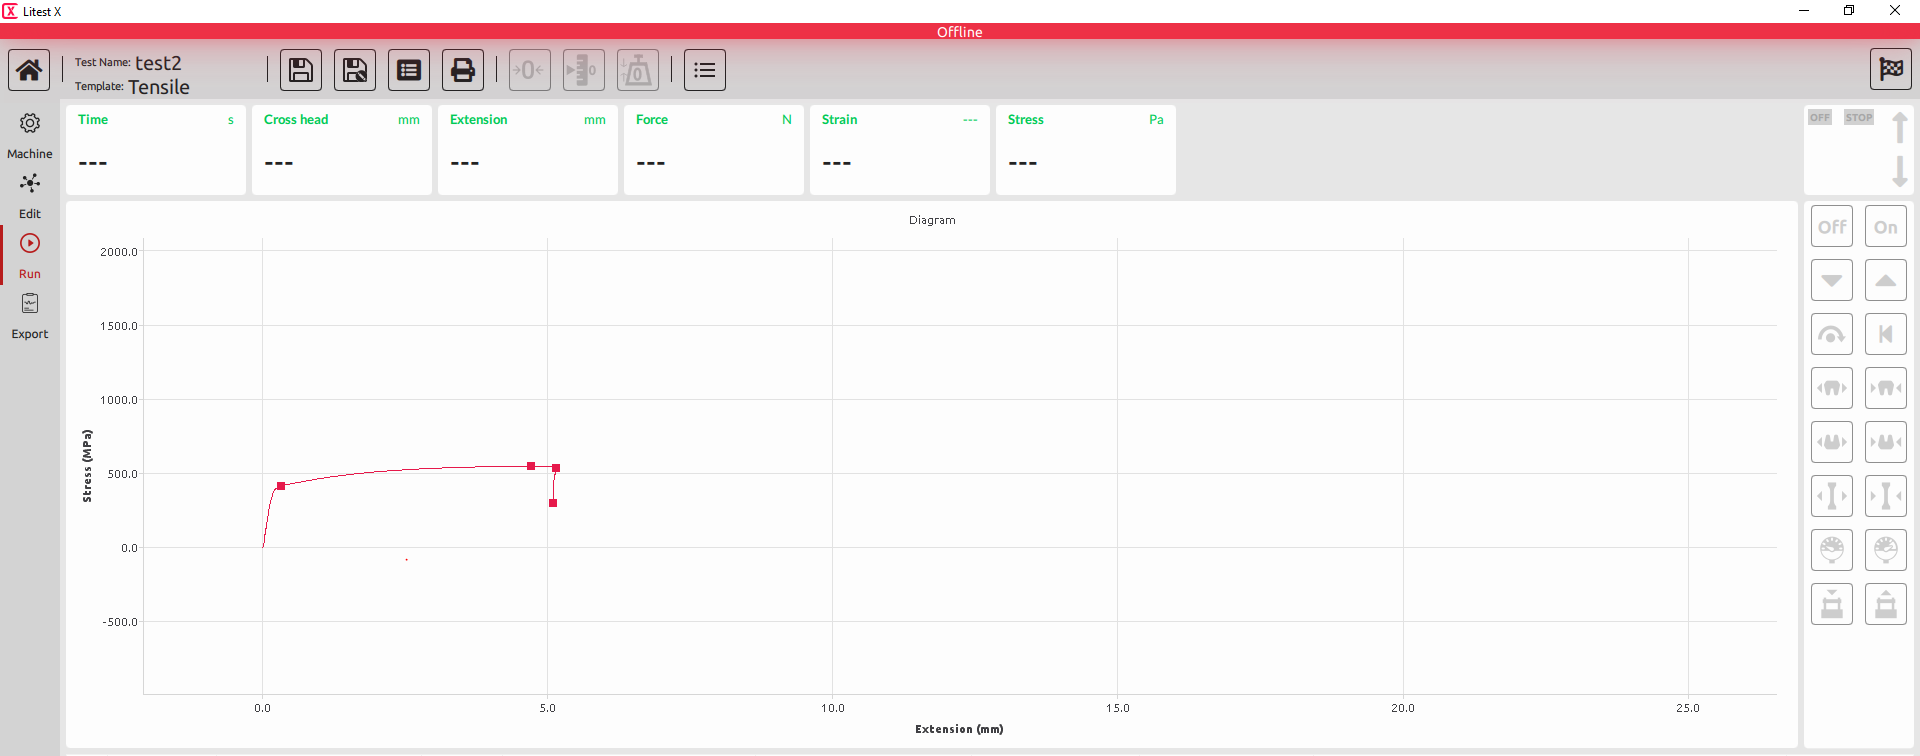 Litest X
Offline
Test Name: test2
Template: Tensile
Time s
---
Cross head mm
---
Extension mm
---
Force N
---
Strain ---
---
Stress Pa
---
OFF STOP
Machine
Edit
Run
Export
Diagram
2000.0
1500.0
1000.0
500.0
0.0
-500.0
Stress (MPa)
0.0 5.0 10.0 15.0 20.0 25.0
Extension (mm)
Off On